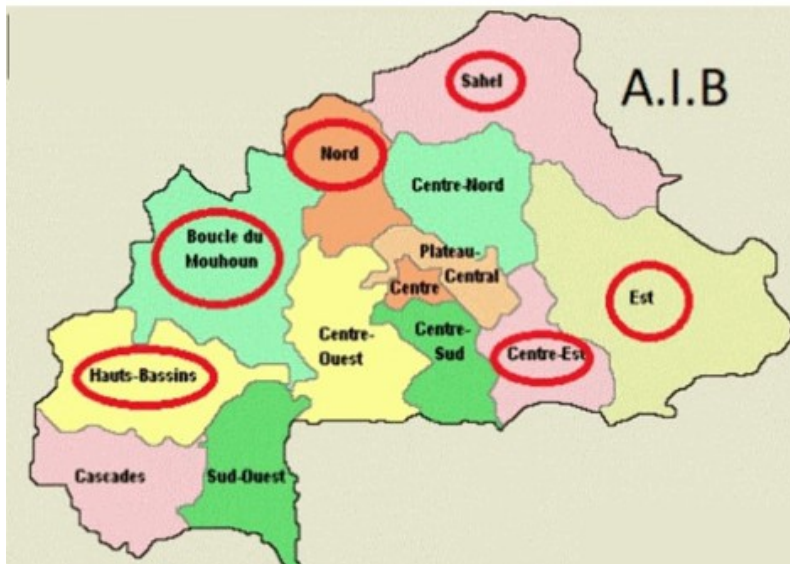 Sahel
A.I.B
Nord
Centre-Nord
Boucle du
Mouhoun
Plateau-
Central
Centre
Est
Centre-
Ouest
Centre-
Sud
Centre-Est
Hauts-Bassins
Cascades
Sud-Ouest